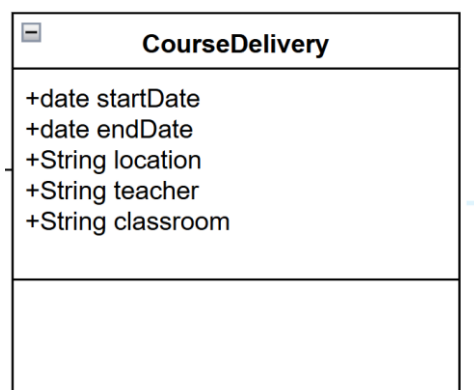 CourseDelivery
+date startDate
+date endDate
+String location
+String teacher
+String classroom